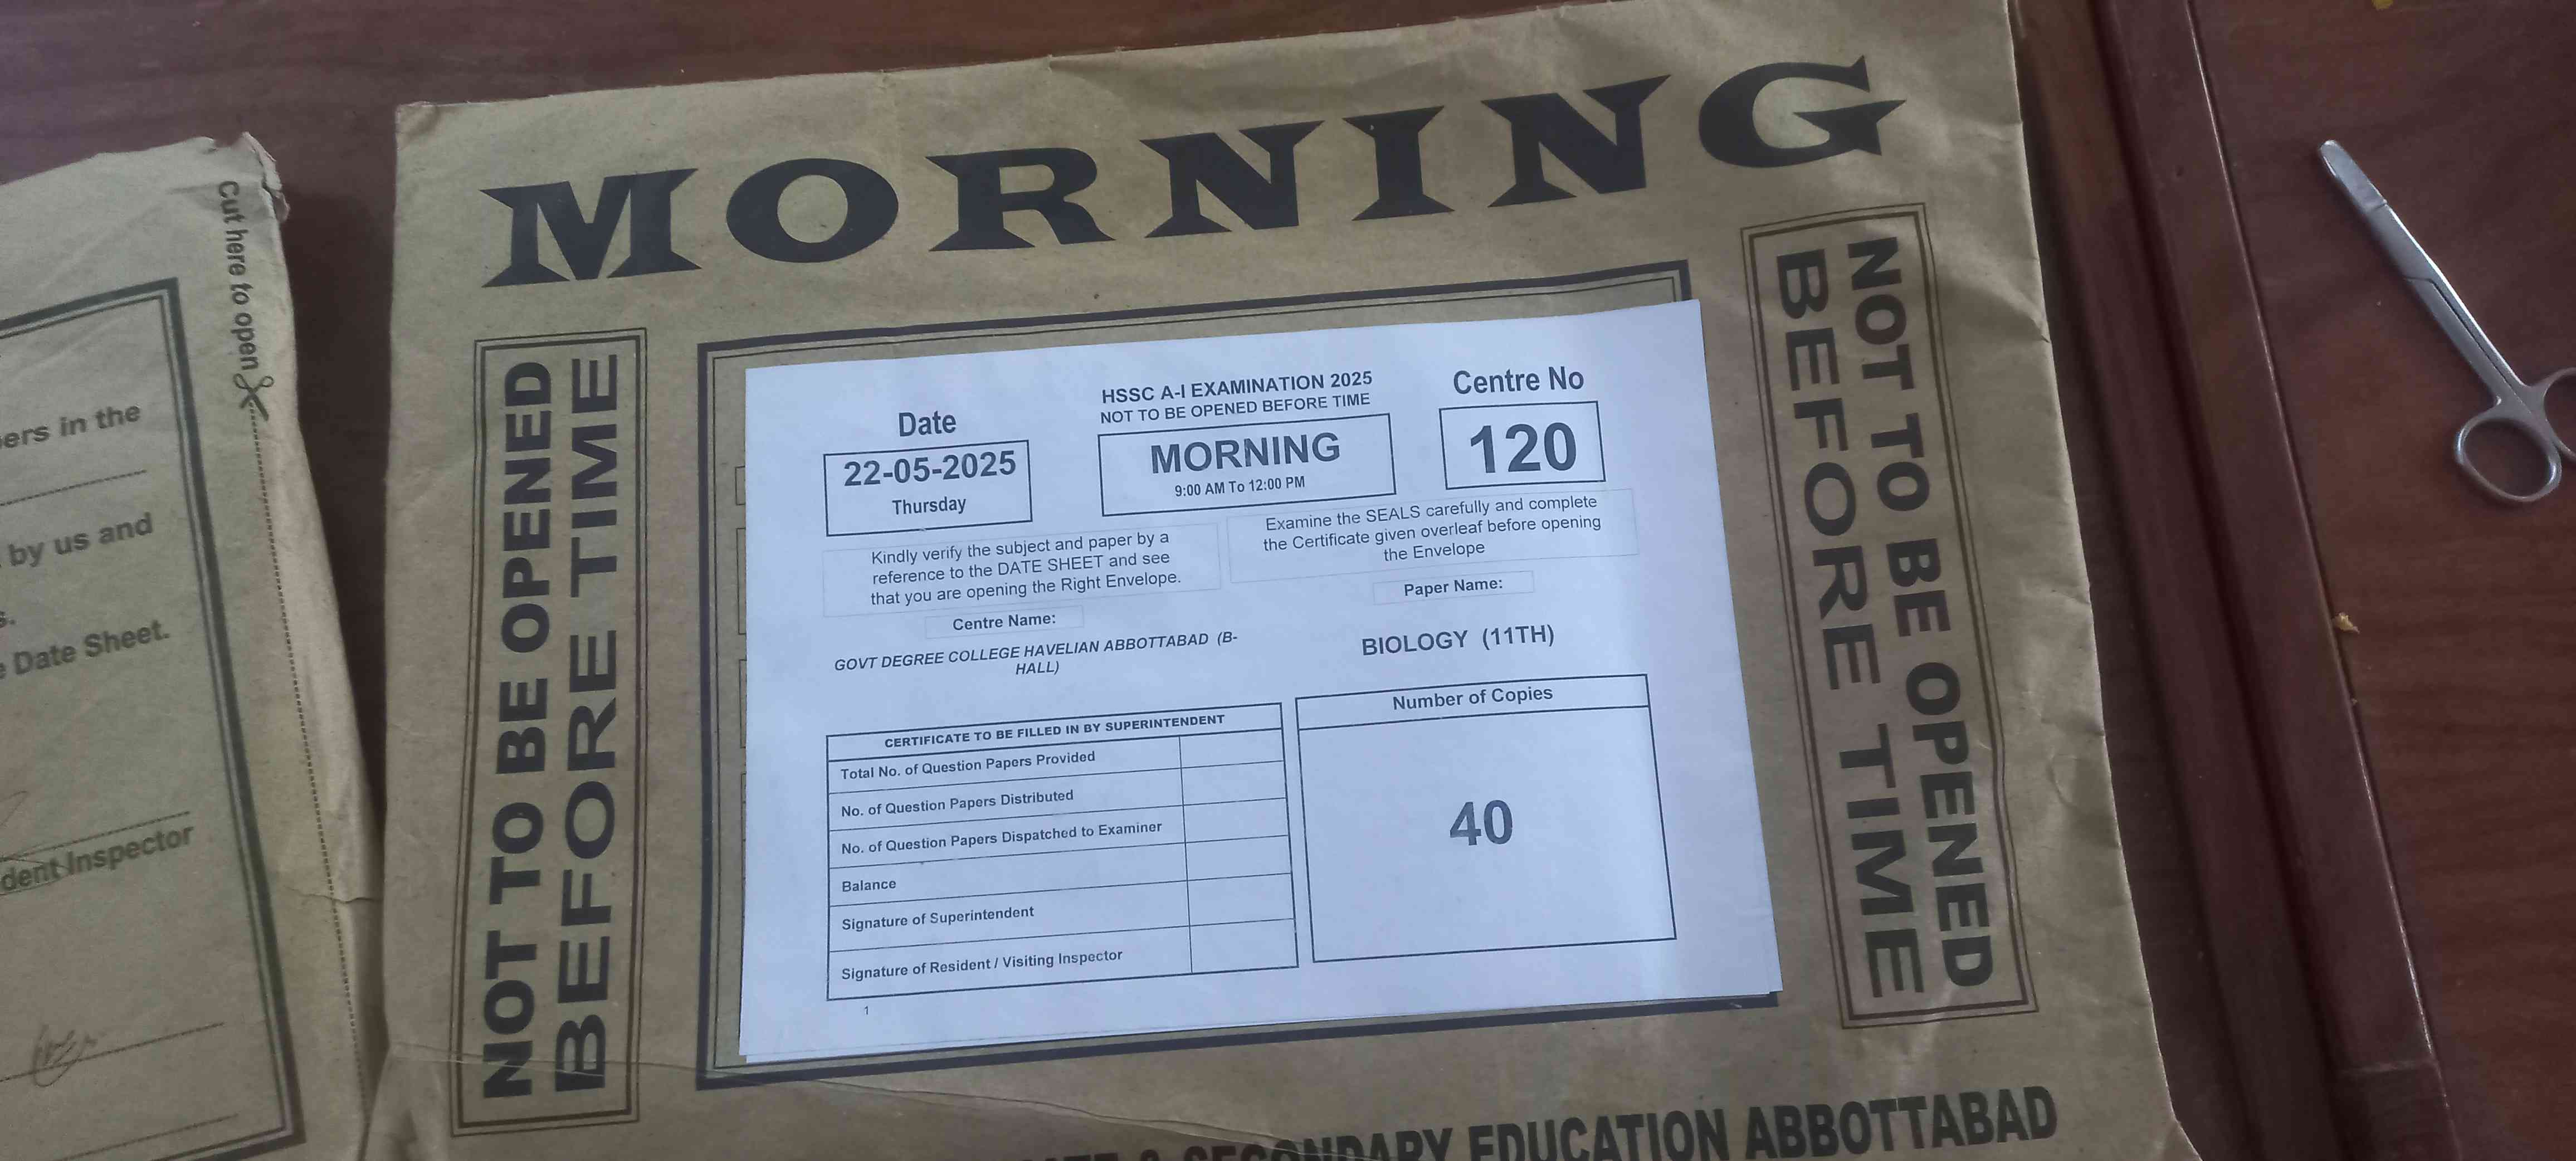 Cut here to open
ers in the
by us and
Date Sheet.
dent Inspector
MORNING
NOT TO BE OPENED
BEFORE TIME
Date
22-05-2025
Thursday
HSSC A-I EXAMINATION 2025
NOT TO BE OPENED BEFORE TIME
MORNING
9:00 AM To 12:00 PM
Centre No
120
Kindly verify the subject and paper by a
reference to the DATE SHEET and see
that you are opening the Right Envelope.
Examine the SEALS carefully and complete
the Certificate given overleaf before opening
the Envelope
Centre Name:
GOVT DEGREE COLLEGE HAVELIAN ABBOTTABAD (B-
HALL)
Paper Name:
BIOLOGY (11TH)
CERTIFICATE TO BE FILLED IN BY SUPERINTENDENT
Total No. of Question Papers Provided
No. of Question Papers Distributed
No. of Question Papers Dispatched to Examiner
Balance
Signature of Superintendent
Signature of Resident / Visiting Inspector
Number of Copies
40
1
NOT TO BE OPENED
BEFORE TIME
SECONDARY EDUCATION ABBOTTABAD